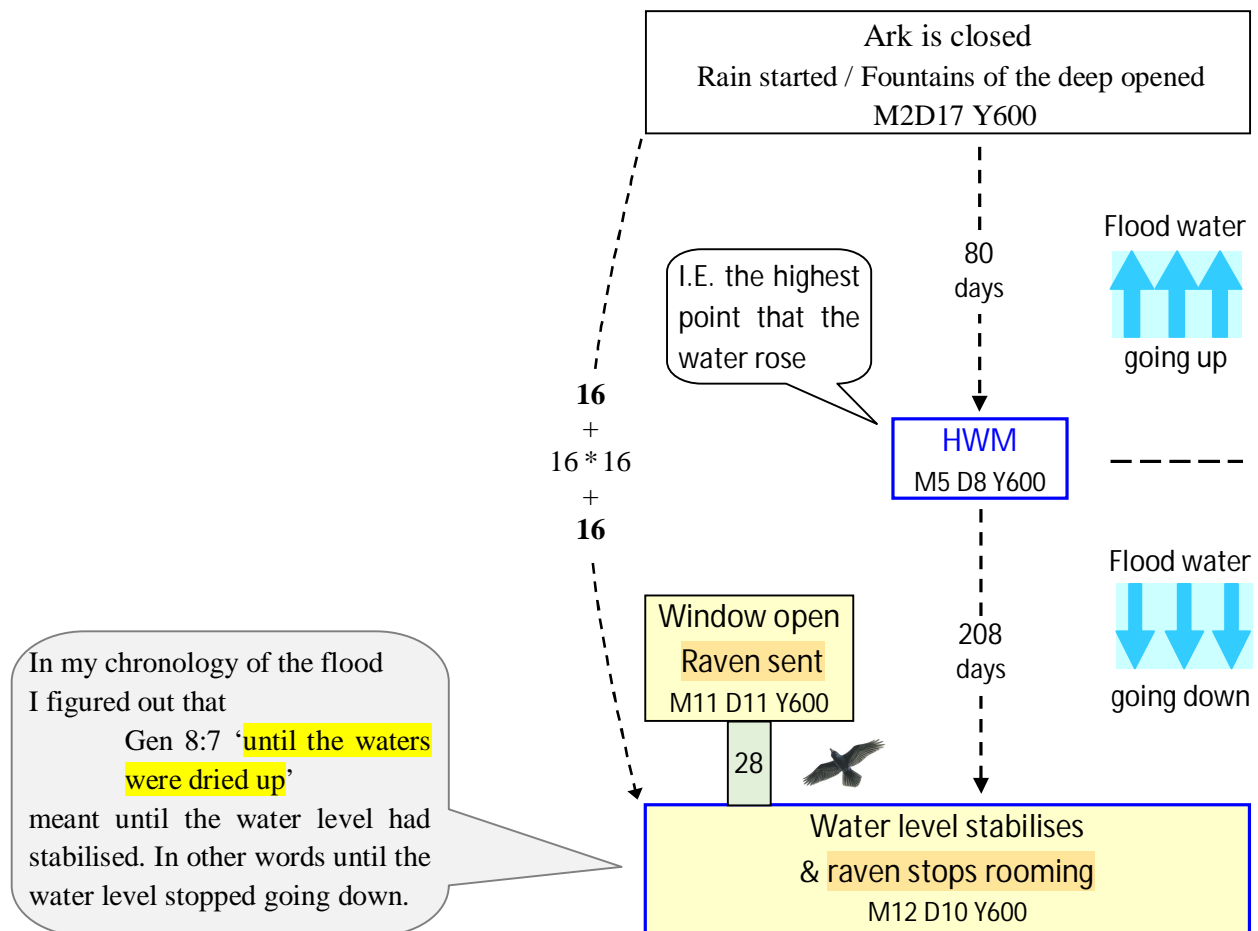 Ark is closed
Rain started / Fountains of the deep opened
M2D17 Y600
80
days
Flood water
going up
I.E. the highest
point that the
water rose
16
+
16 * 16
+
16
HWM
M5 D8 Y600
Flood water
going down
208
days
Window open
Raven sent
M11 D11 Y600
28
In my chronology of the flood
I figured out that
Gen 8:7 ‘until the waters
were dried up’
meant until the water level had
stabilised. In other words until the
water level stopped going down.
Water level stabilises
& raven stops rooming
M12 D10 Y600